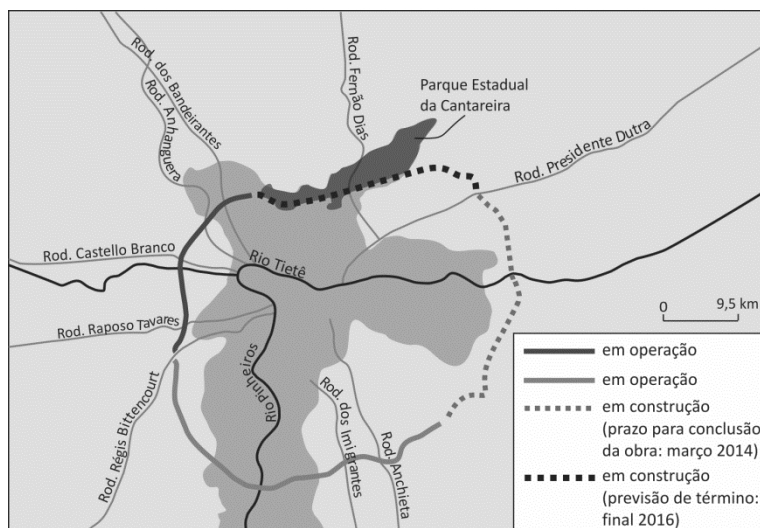 Rod. dos Bandeirantes
Rod. Anhanguera
Rod. Fernão Dias
Parque Estadual
da Cantareira
Rod. Presidente Dutra
Rod. Castello Branco
Rio Tietê
Rod. Raposo Tavares
Rio Pinheiros
Rod. Régis Bittencourt
Rod. dos Imigrantes
Rod. Anchieta
0 9,5 km
em operação
em operação
em construção
(prazo para conclusão
da obra: março 2014)
em construção
(previsão de término:
final 2016)